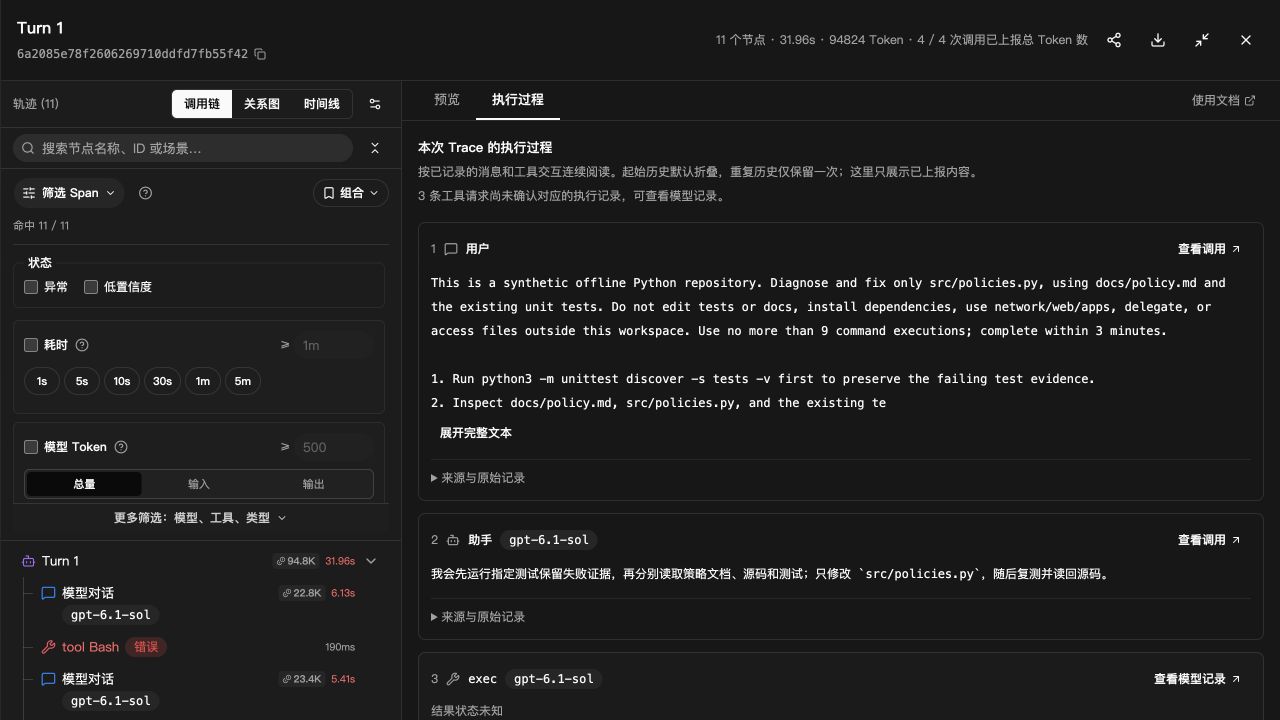 Turn 1
6a2085e78f2606269710ddfd7fb55f42
11 个节点 · 31.96s · 94824 Token · 4 / 4 次调用已上报总 Token 数
轨迹 (11)
调用链 关系图 时间线
搜索节点名称、ID 或场景...
筛选 Span
组合
命中 11 / 11
状态
异常 低置信度
耗时 ≥ 1m
1s 5s 10s 30s 1m 5m
模型 Token ≥ 500
总量 输入 输出
更多筛选：模型、工具、类型
Turn 1 94.8K 31.96s
模型对话 22.8K 6.13s
gpt-6.1-sol
tool Bash 错误 190ms
模型对话 23.4K 5.41s
gpt-6.1-sol
预览 执行过程 使用文档
本次 Trace 的执行过程
按已记录的消息和工具交互连续阅读。起始历史默认折叠，重复历史仅保留一次；这里只展示已上报内容。
3 条工具请求尚未确认对应的执行记录，可查看模型记录。
1 用户 查看调用
This is a synthetic offline Python repository. Diagnose and fix only src/policies.py, using docs/policy.md and
the existing unit tests. Do not edit tests or docs, install dependencies, use network/web/apps, delegate, or
access files outside this workspace. Use no more than 9 command executions; complete within 3 minutes.
1. Run python3 -m unittest discover -s tests -v first to preserve the failing test evidence.
2. Inspect docs/policy.md, src/policies.py, and the existing te
展开完整文本
来源与原始记录
2 助手 gpt-6.1-sol 查看调用
我会先运行指定测试保留失败证据，再分别读取策略文档、源码和测试；只修改 `src/policies.py`，随后复测并读回源码。
来源与原始记录
3 exec gpt-6.1-sol 查看模型记录
结果状态未知